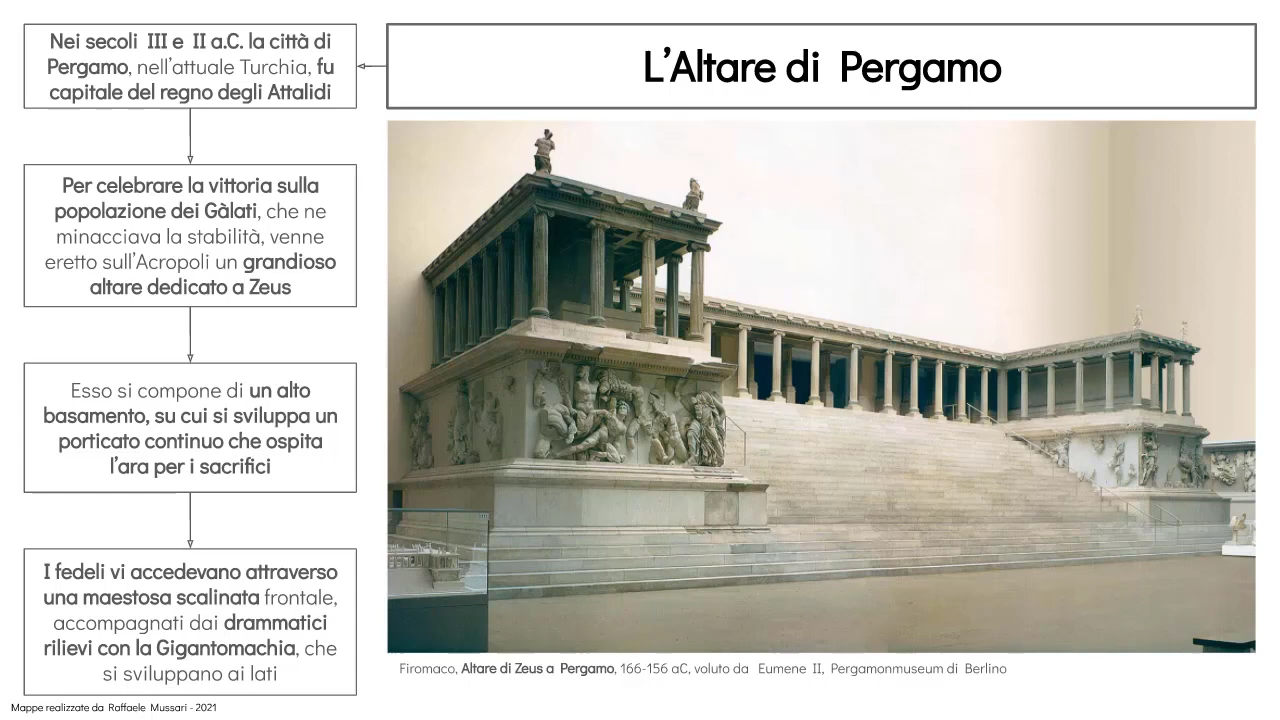 L'Altare di Pergamo
Nei secoli III e II a.C. la città di
Pergamo, nell'attuale Turchia, fu
capitale del regno degli Attalidi
Per celebrare la vittoria sulla
popolazione dei Gàlati, che ne
minacciava la stabilità, venne
eretto sull'Acropoli un grandioso
altare dedicato a Zeus
Esso si compone di un alto
basamento, su cui si sviluppa un
porticato continuo che ospita
l'ara per i sacrifici
I fedeli vi accedevano attraverso
una maestosa scalinata frontale,
accompagnati dai drammatici
rilievi con la Gigantomachia, che
si sviluppano ai lati
Firomaco, Altare di Zeus a Pergamo, 166-156 aC, voluto da Eumene II, Pergamonmuseum di Berlino
Mappe realizzate da Raffaele Mussari - 2021